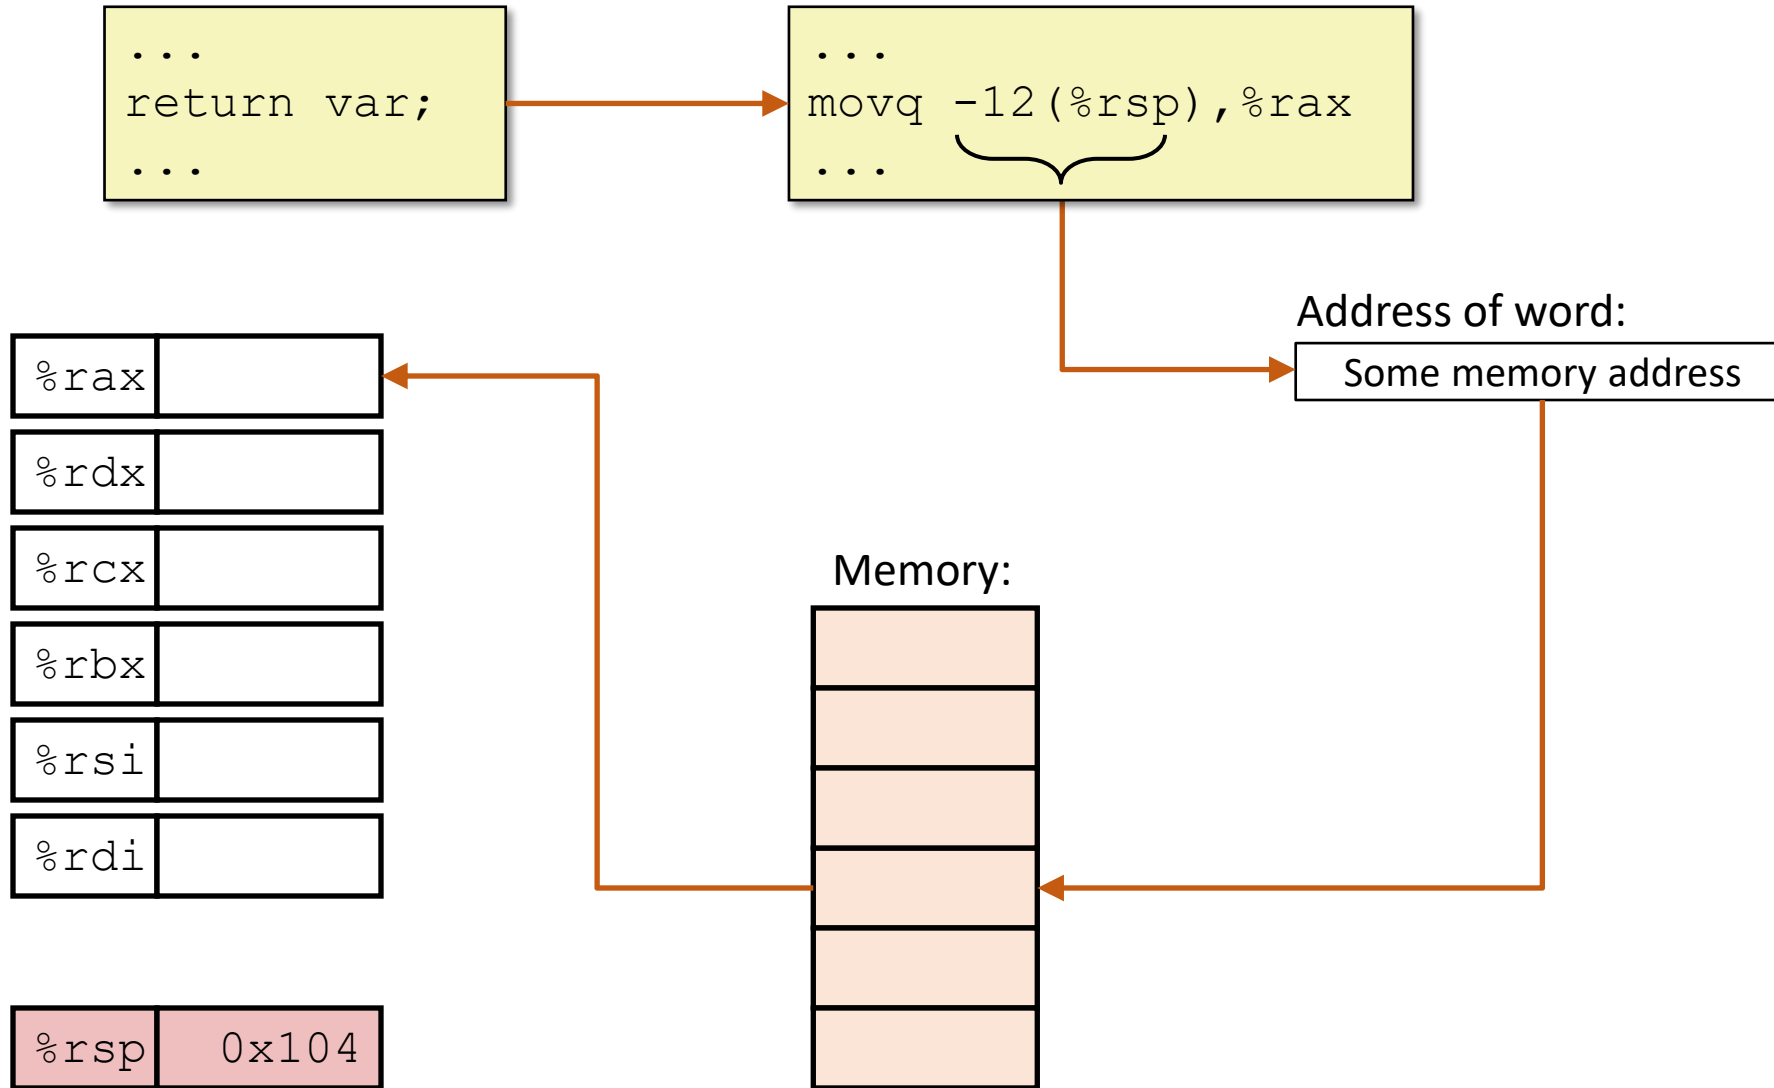 ...
return var;
...
...
movq -12(%rsp),%rax
...
Address of word:
Some memory address
%rax
%rdx
%rcx
%rbx
%rsi
%rdi
%rsp 0x104
Memory: